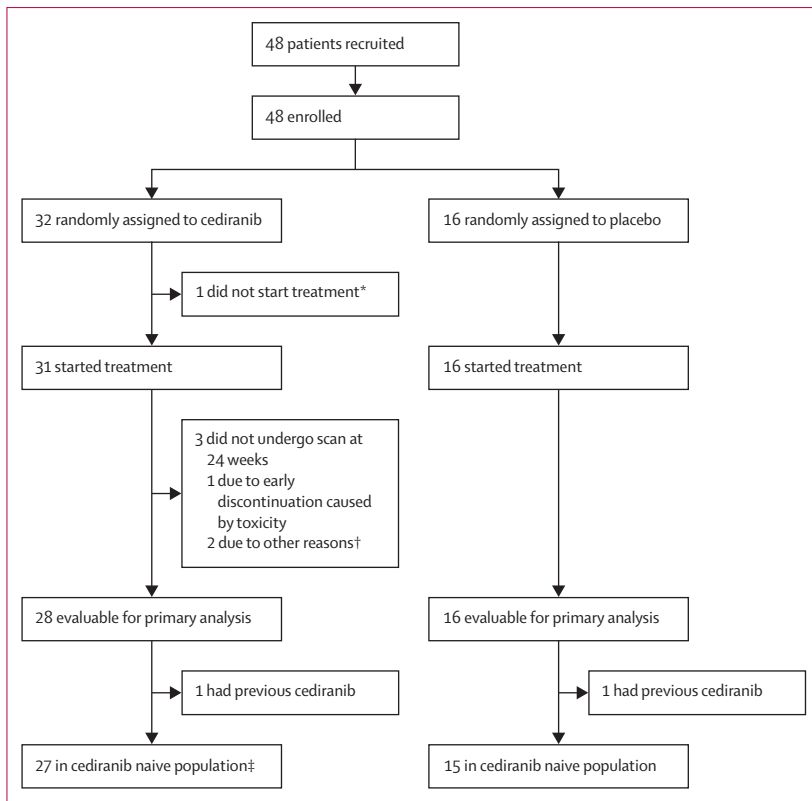 48 patients recruited
48 enrolled
32 randomly assigned to cediranib
16 randomly assigned to placebo
1 did not start treatment*
31 started treatment
16 started treatment
3 did not undergo scan at
24 weeks
1 due to early
discontinuation caused
by toxicity
2 due to other reasons†
28 evaluable for primary analysis
16 evaluable for primary analysis
1 had previous cediranib
1 had previous cediranib
27 in cediranib naive population‡
15 in cediranib naive population